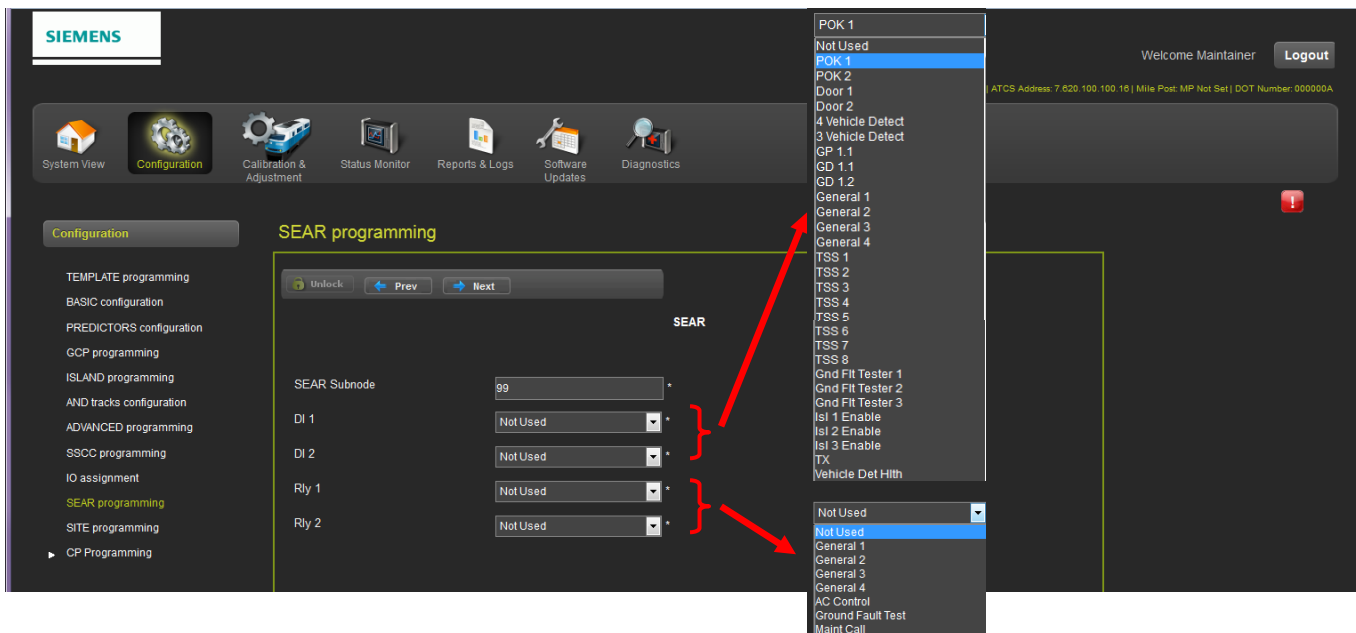 SIEMENS
Welcome Maintainer
Logout
| ATCS Address: 7.620.100.100.16 | Mile Post: MP Not Set | DOT Number: 000000A
System View
Configuration
Calibration &
Adjustment
Status Monitor
Reports & Logs
Software
Updates
Diagnostics
Configuration
TEMPLATE programming
BASIC configuration
PREDICTORS configuration
GCP programming
ISLAND programming
AND tracks configuration
ADVANCED programming
SSCC programming
IO assignment
SEAR programming
SITE programming
CP Programming
SEAR programming
Unlock
Prev
Next
SEAR
SEAR Subnode 99 *
DI 1 Not Used *
DI 2 Not Used *
Rly 1 Not Used *
Rly 2 Not Used *
POK 1
Not Used
POK 1
POK 2
Door 1
Door 2
4 Vehicle Detect
3 Vehicle Detect
GP 1.1
GD 1.1
GD 1.2
General 1
General 2
General 3
General 4
TSS 1
TSS 2
TSS 3
TSS 4
TSS 5
TSS 6
TSS 7
TSS 8
Gnd Flt Tester 1
Gnd Flt Tester 2
Gnd Flt Tester 3
Isl 1 Enable
Isl 2 Enable
Isl 3 Enable
TX
Vehicle Det Hlth
Not Used
Not Used
General 1
General 2
General 3
General 4
AC Control
Ground Fault Test
Maint Call